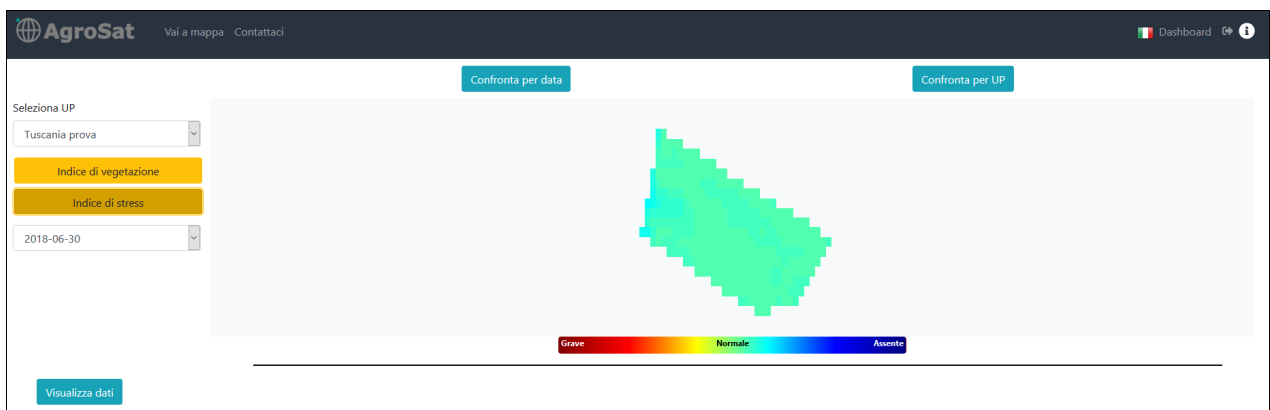 AgroSat Vai a mappa Contattaci Dashboard
Confronta per data Confronta per UP
Seleziona UP
Tuscania prova
Indice di vegetazione
Indice di stress
2018-06-30
Grave Normale Assente
Visualizza dati